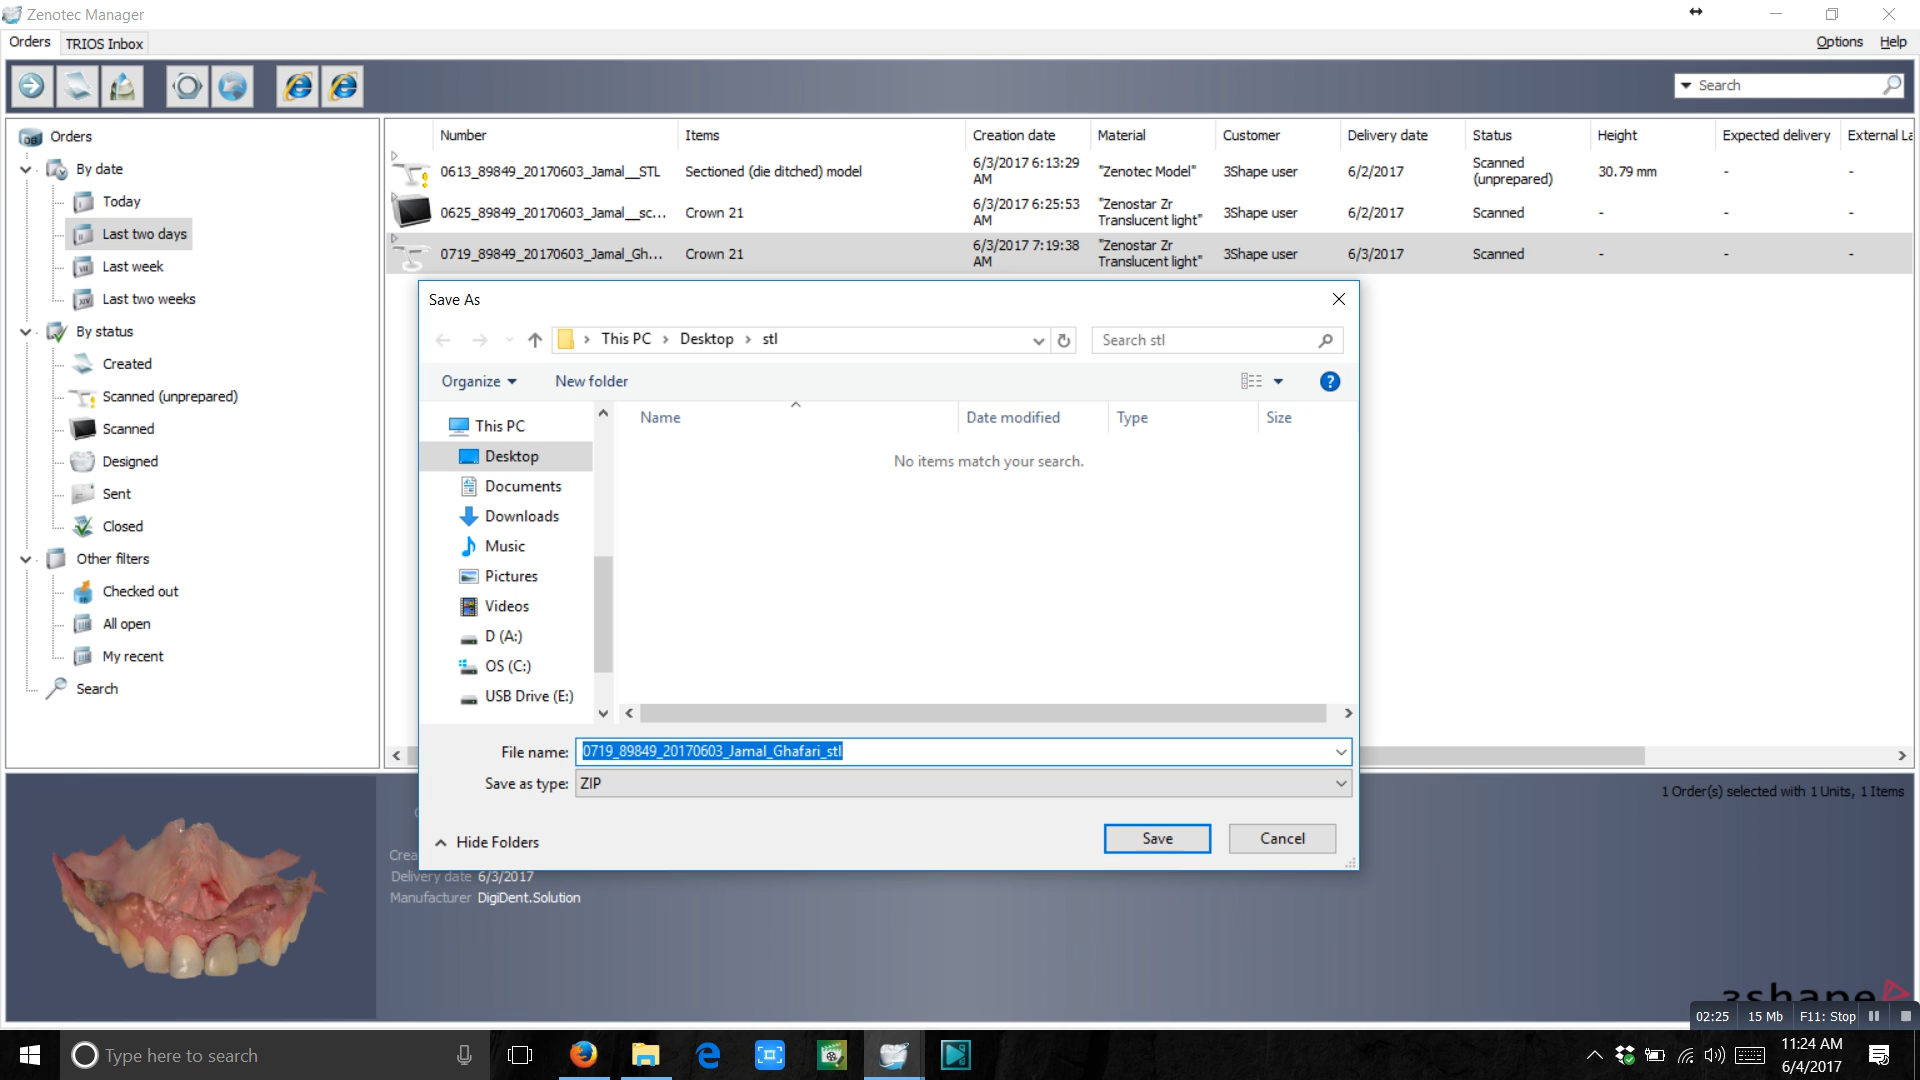 Zenotec Manager
Orders
TRIOS Inbox
Options
Help
Search
Orders
By date
Today
Last two days
Last week
Last two weeks
By status
Created
Scanned (unprepared)
Scanned
Designed
Sent
Closed
Other filters
Checked out
All open
My recent
Search
Number Items Creation date Material Customer Delivery date Status Height Expected delivery External La
0613_89849_20170603_Jamal__STL Sectioned (die ditched) model 6/3/2017 6:13:29 AM "Zenotec Model" 3Shape user 6/2/2017 Scanned (unprepared) 30.79 mm - -
0625_89849_20170603_Jamal__sc... Crown 21 6/3/2017 6:25:53 AM "Zenostar Zr Translucent light" 3Shape user 6/2/2017 Scanned - - -
0719_89849_20170603_Jamal_Gh... Crown 21 6/3/2017 7:19:38 AM "Zenostar Zr Translucent light" 3Shape user 6/3/2017 Scanned - - -
Save As
This PC > Desktop > stl
Search stl
Organize
New folder
This PC
Desktop
Documents
Downloads
Music
Pictures
Videos
D (A:)
OS (C:)
USB Drive (E:)
Name Date modified Type Size
No items match your search.
File name: 0719_89849_20170603_Jamal_Ghafari_stl
Save as type: ZIP
Hide Folders
Save
Cancel
1 Order(s) selected with 1 Units, 1 Items
Crea
Delivery date 6/3/2017
Manufacturer DigiDent.Solution
3shape
02:25 15 Mb F11: Stop
Type here to search
11:24 AM
6/4/2017